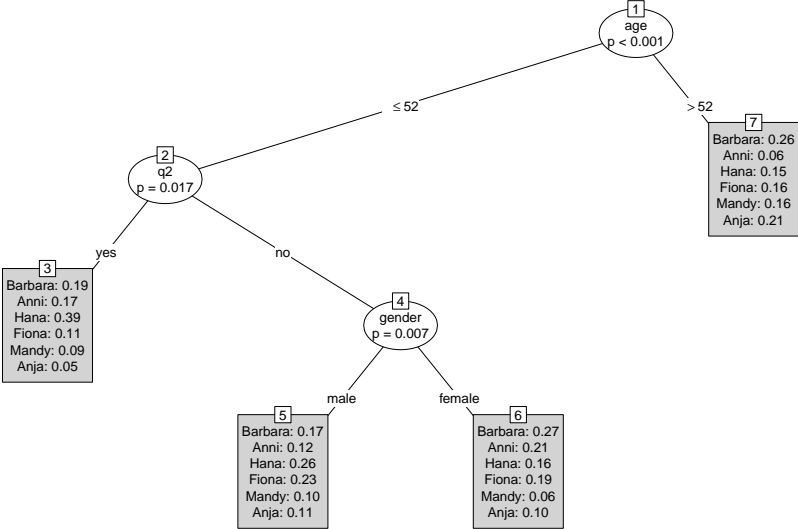 1
age
p < 0.001
≤ 52
> 52
2
q2
p = 0.017
7
Barbara: 0.26
Anni: 0.06
Hana: 0.15
Fiona: 0.16
Mandy: 0.16
Anja: 0.21
yes
no
3
Barbara: 0.19
Anni: 0.17
Hana: 0.39
Fiona: 0.11
Mandy: 0.09
Anja: 0.05
4
gender
p = 0.007
male
female
5
Barbara: 0.17
Anni: 0.12
Hana: 0.26
Fiona: 0.23
Mandy: 0.10
Anja: 0.11
6
Barbara: 0.27
Anni: 0.21
Hana: 0.16
Fiona: 0.19
Mandy: 0.06
Anja: 0.10